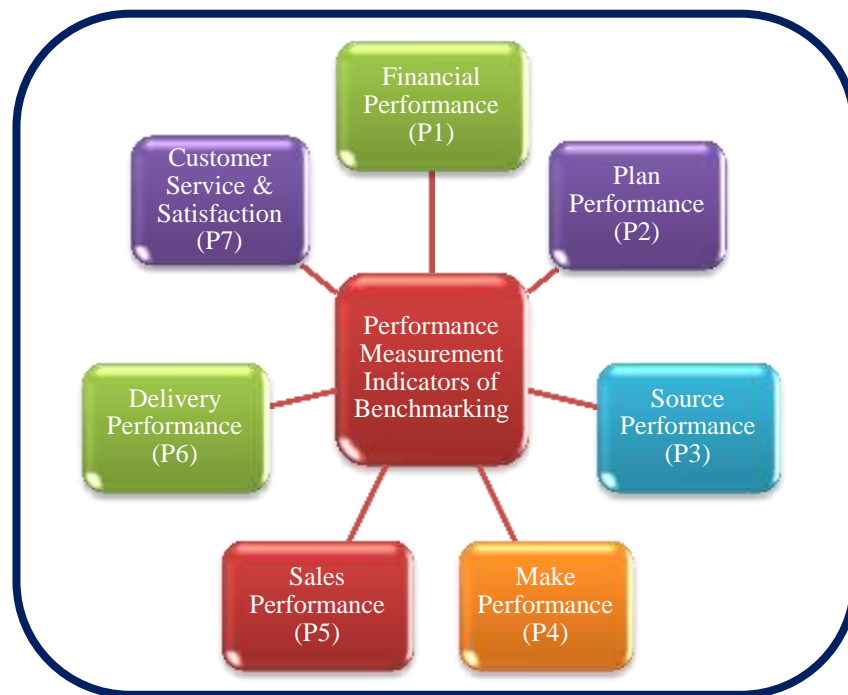 Financial
Performance
(P1)
Customer
Service &
Satisfaction
(P7)
Plan
Performance
(P2)
Performance
Measurement
Indicators of
Benchmarking
Delivery
Performance
(P6)
Source
Performance
(P3)
Sales
Performance
(P5)
Make
Performance
(P4)